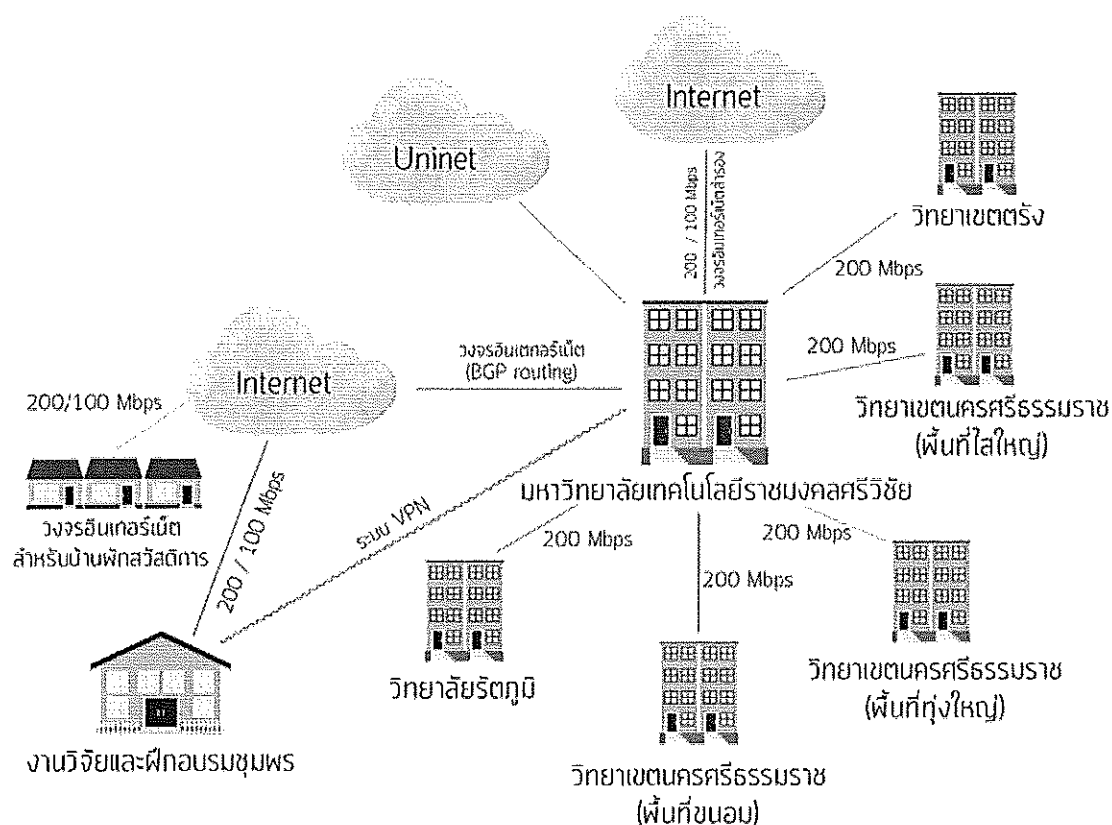 Internet
Uninet
200 / 100 Mbps
วงจรอินเทอร์เน็ตสำรอง
วิทยาเขตตรัง
200 Mbps
200 Mbps
วงจรอินเทอร์เน็ต
(BGP routing)
Internet
200/100 Mbps
วิทยาเขตนครศรีธรรมราช
(พื้นที่ไสใหญ่)
มหาวิทยาลัยเทคโนโลยีราชมงคลศรีวิชัย
วงจรอินเทอร์เน็ต
สำหรับบ้านพักสวัสดิการ
200 / 100 Mbps
ระบบ VPN
200 Mbps
200 Mbps
200 Mbps
วิทยาลัยรัตภูมิ
วิทยาเขตนครศรีธรรมราช
(พื้นที่ทุ่งใหญ่)
งานวิจัยและฝึกอบรมชุมพร
วิทยาเขตนครศรีธรรมราช
(พื้นที่ขนอม)